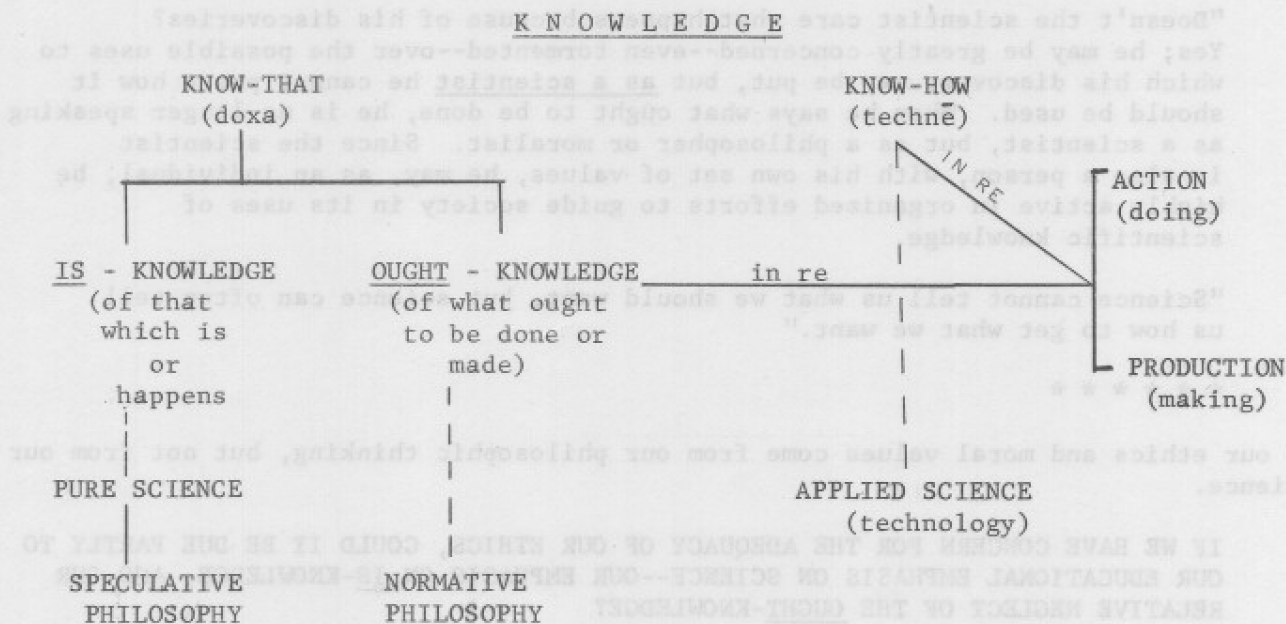 K N O W L E D G E
KNOW-THAT
(doxa)
KNOW-HOW
(technē)
IN RE
ACTION
(doing)
IS - KNOWLEDGE
(of that
which is
or
happens
OUGHT - KNOWLEDGE
(of what ought
to be done or
made)
in re
PRODUCTION
(making)
PURE SCIENCE
APPLIED SCIENCE
(technology)
SPECULATIVE
PHILOSOPHY
NORMATIVE
PHILOSOPHY